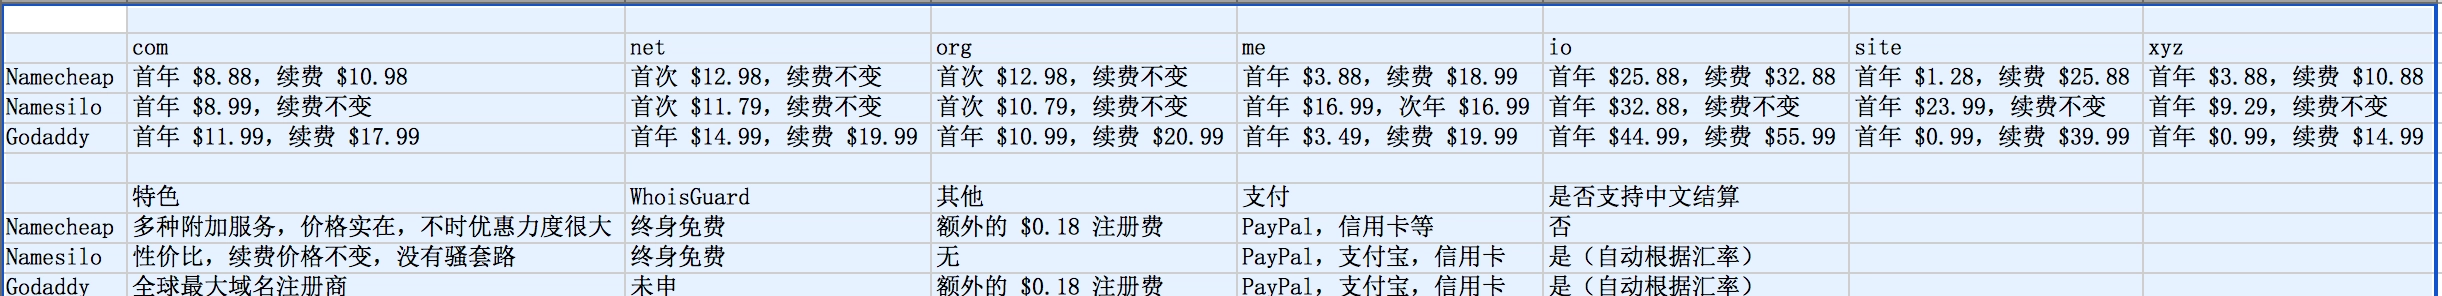 com net org me io site xyz
Namecheap 首年 $8.88，续费 $10.98 首次 $12.98，续费不变 首次 $12.98，续费不变 首年 $3.88，续费 $18.99 首年 $25.88，续费 $32.88 首年 $1.28，续费 $25.88 首年 $3.88，续费 $10.88
Namesilo 首年 $8.99，续费不变 首次 $11.79，续费不变 首次 $10.79，续费不变 首年 $16.99，次年 $16.99 首年 $32.88，续费不变 首年 $23.99，续费不变 首年 $9.29，续费不变
Godaddy 首年 $11.99，续费 $17.99 首年 $14.99，续费 $19.99 首年 $10.99，续费 $20.99 首年 $3.49，续费 $19.99 首年 $44.99，续费 $55.99 首年 $0.99，续费 $39.99 首年 $0.99，续费 $14.99
特色 WhoisGuard 其他 支付 是否支持中文结算
Namecheap 多种附加服务，价格实在，不时优惠力度很大 终身免费 额外的 $0.18 注册费 PayPal，信用卡等 否
Namesilo 性价比，续费价格不变，没有骚套路 终身免费 无 PayPal，支付宝，信用卡 是（自动根据汇率）
Godaddy 全球最大域名注册商 未申 额外的 $0.18 注册费 PayPal，支付宝，信用卡 是（自动根据汇率）